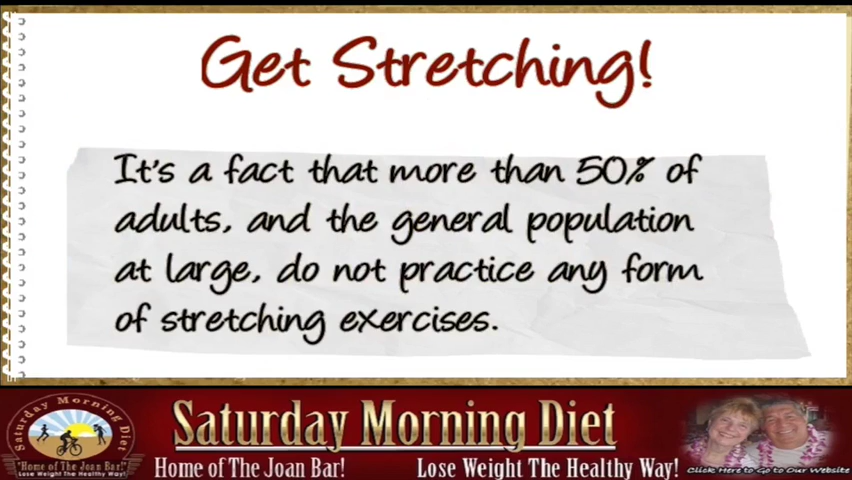 Get Stretching!
It's a fact that more than 50% of
adults, and the general population
at large, do not practice any form
of stretching exercises.
Saturday Morning Diet
"Home of The Joan Bar!"
Lose Weight The Healthy Way!
Saturday Morning Diet
Home of The Joan Bar! Lose Weight The Healthy Way!
Click Here to Go to Our Website